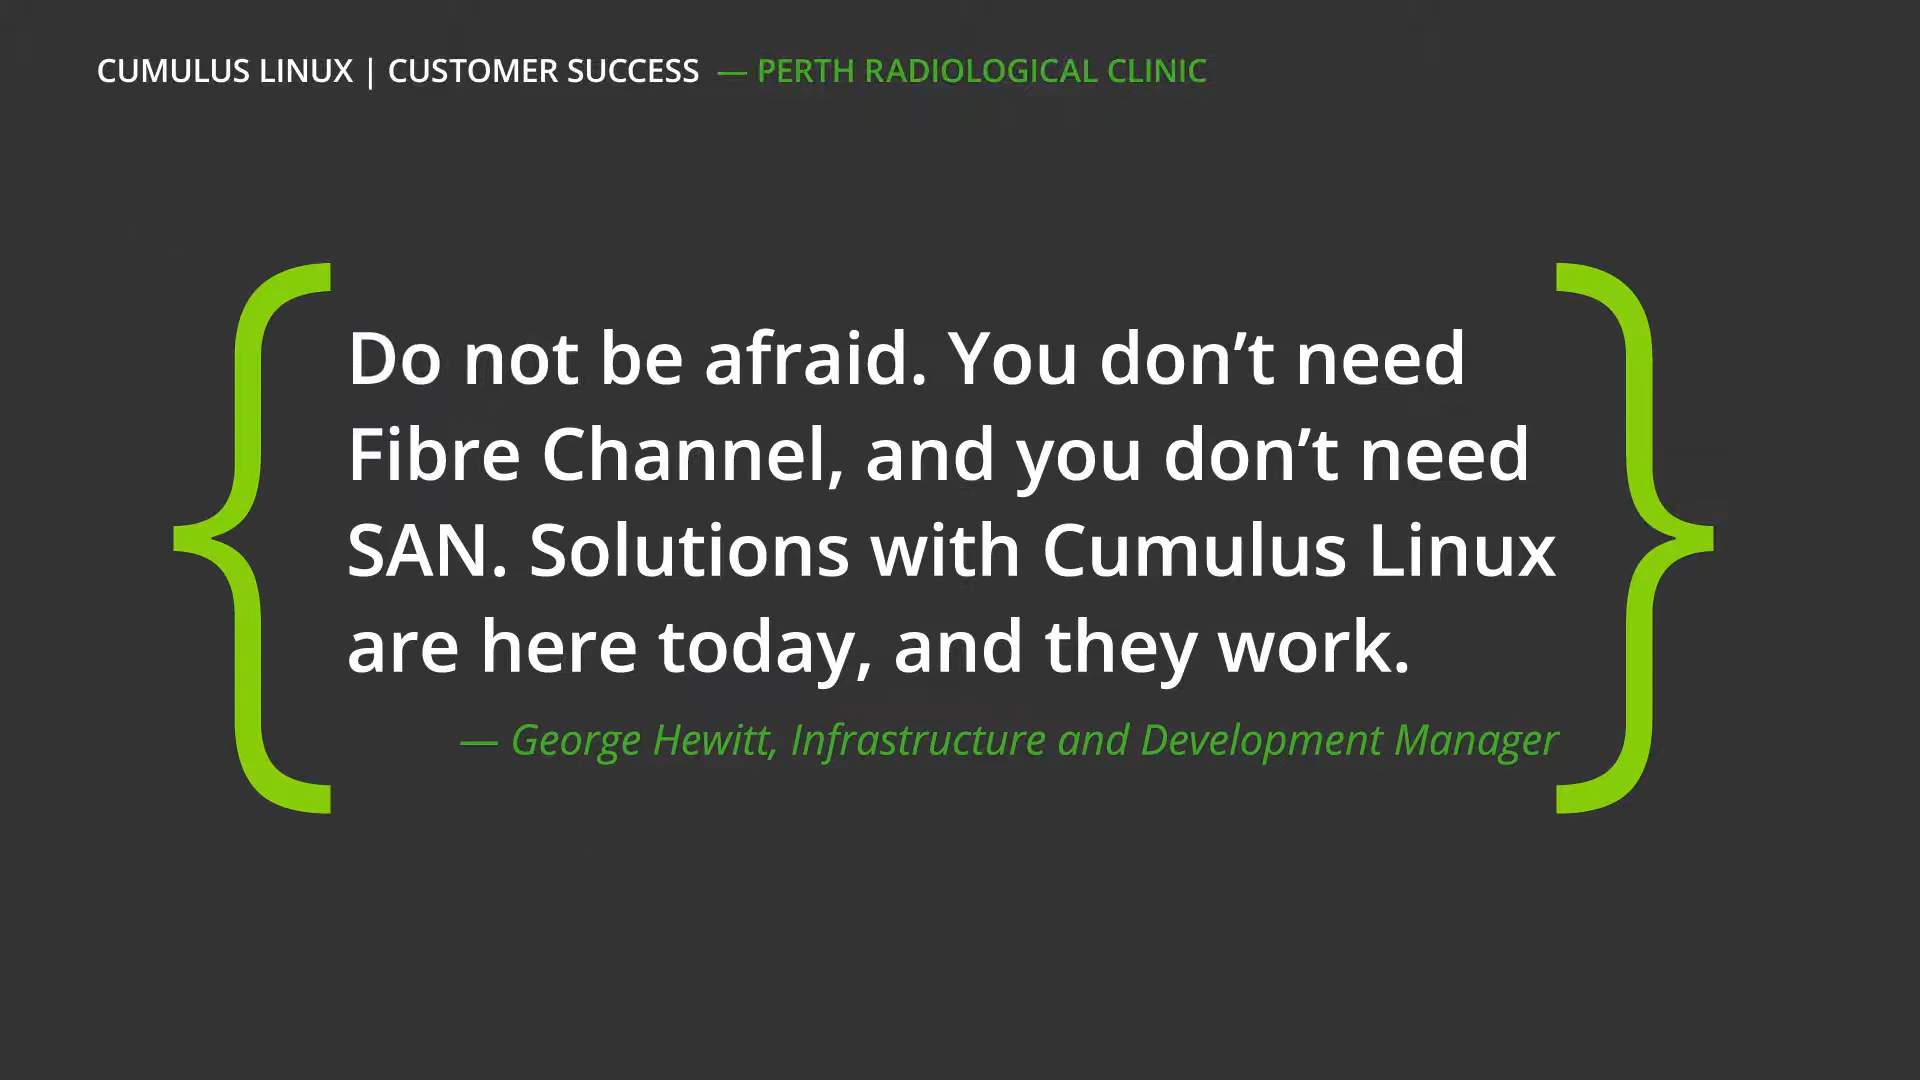 CUMULUS LINUX | CUSTOMER SUCCESS — PERTH RADIOLOGICAL CLINIC
Do not be afraid. You don’t need
Fibre Channel, and you don’t need
SAN. Solutions with Cumulus Linux
are here today, and they work.
— George Hewitt, Infrastructure and Development Manager